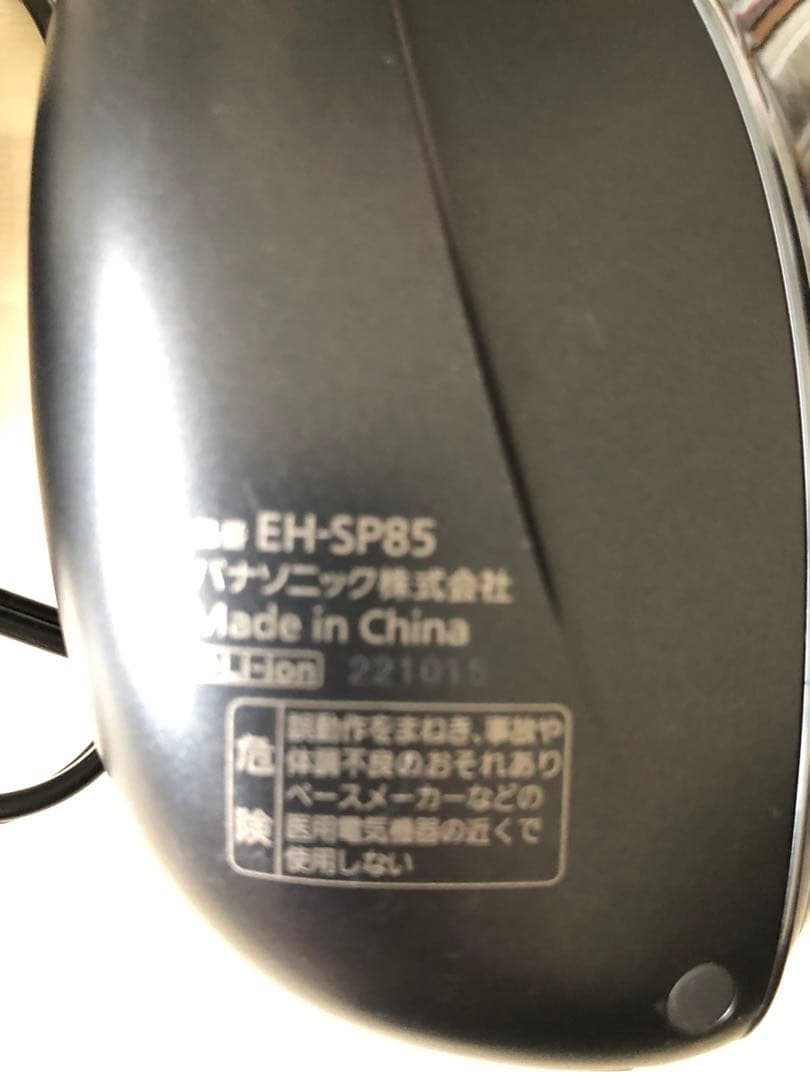 品番 EH-SP85
パナソニック株式会社
Made in China
Li-ion 221015
危険
誤動作をまねき、事故や
体調不良のおそれあり
ペースメーカーなどの
医用電気機器の近くで
使用しない